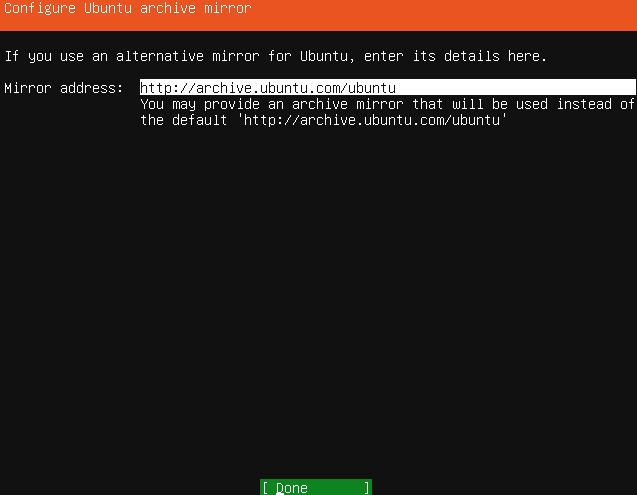 Configure Ubuntu archive mirror
If you use an alternative mirror for Ubuntu, enter its details here.
Mirror address: http://archive.ubuntu.com/ubuntu
You may provide an archive mirror that will be used instead of
the default 'http://archive.ubuntu.com/ubuntu'
[ Done ]